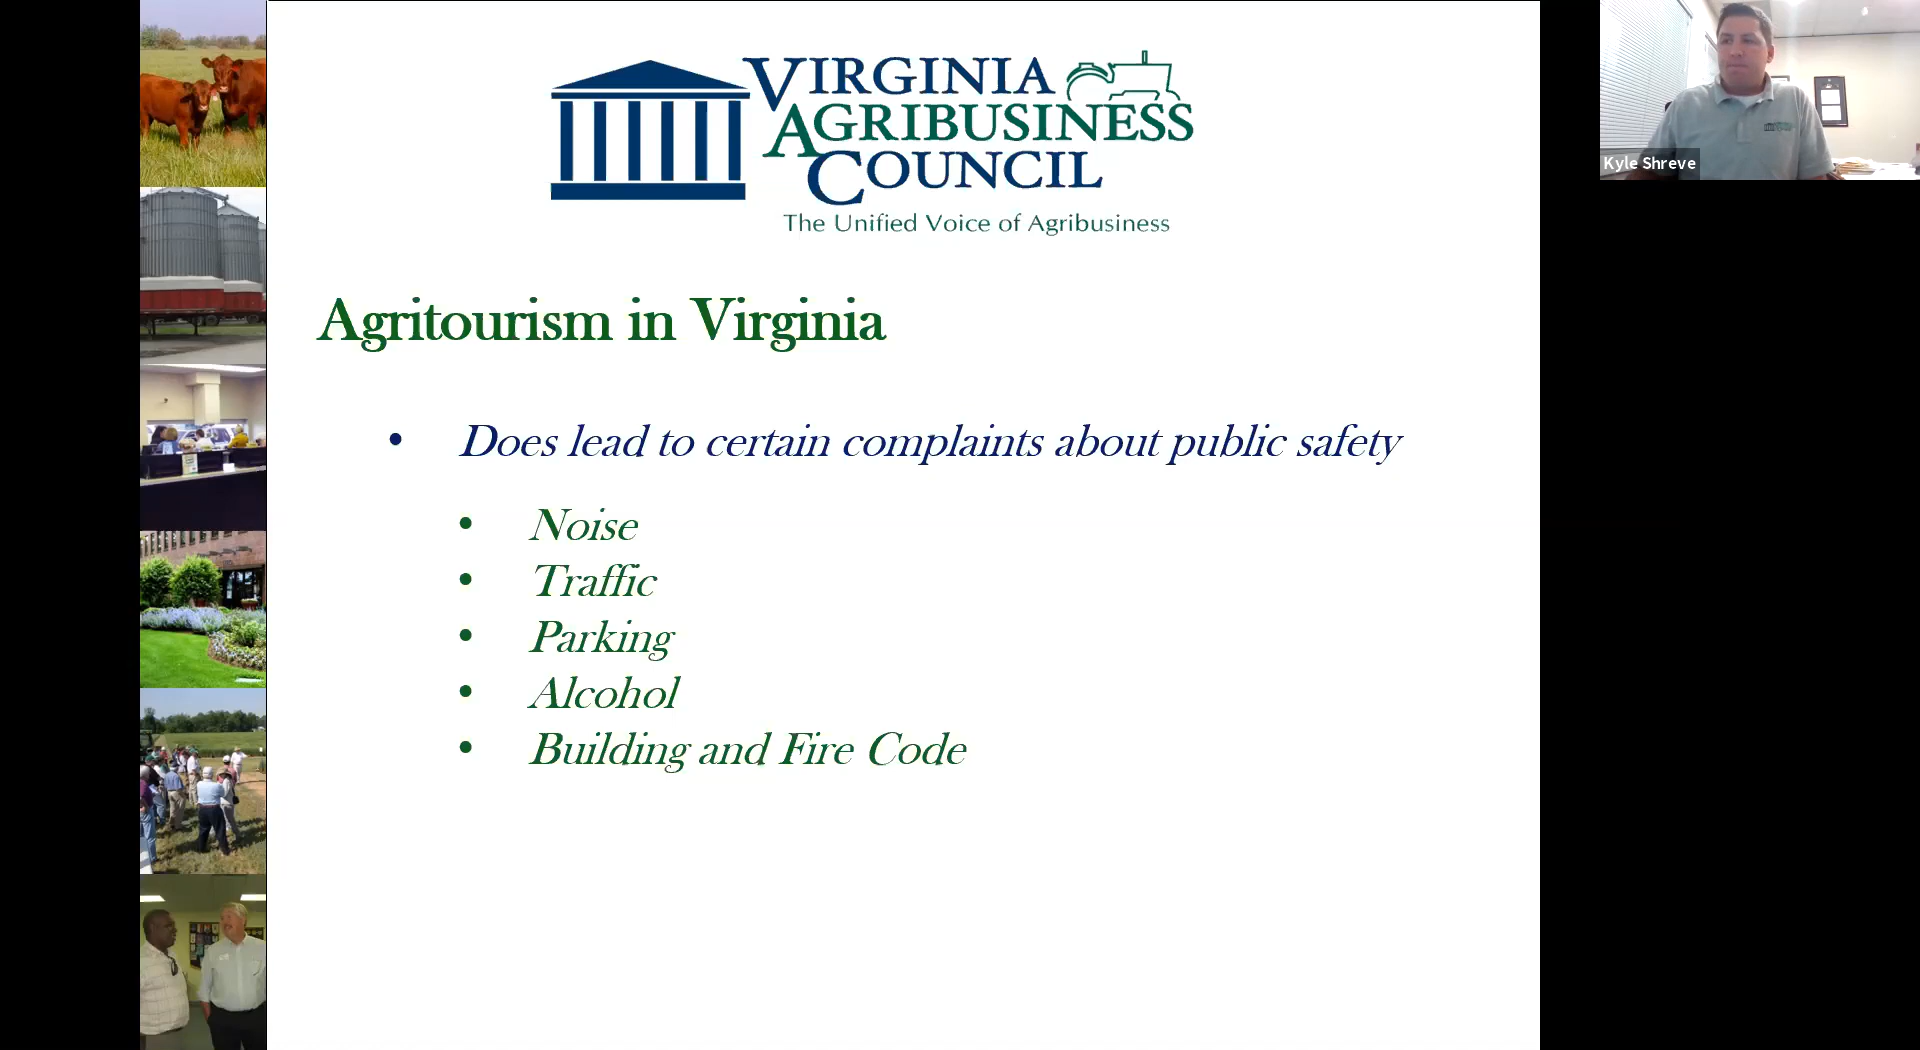 VIRGINIA
AGRIBUSINESS
COUNCIL
The Unified Voice of Agribusiness
Kyle Shreve
Agritourism in Virginia
• Does lead to certain complaints about public safety
• Noise
• Traffic
• Parking
• Alcohol
• Building and Fire Code